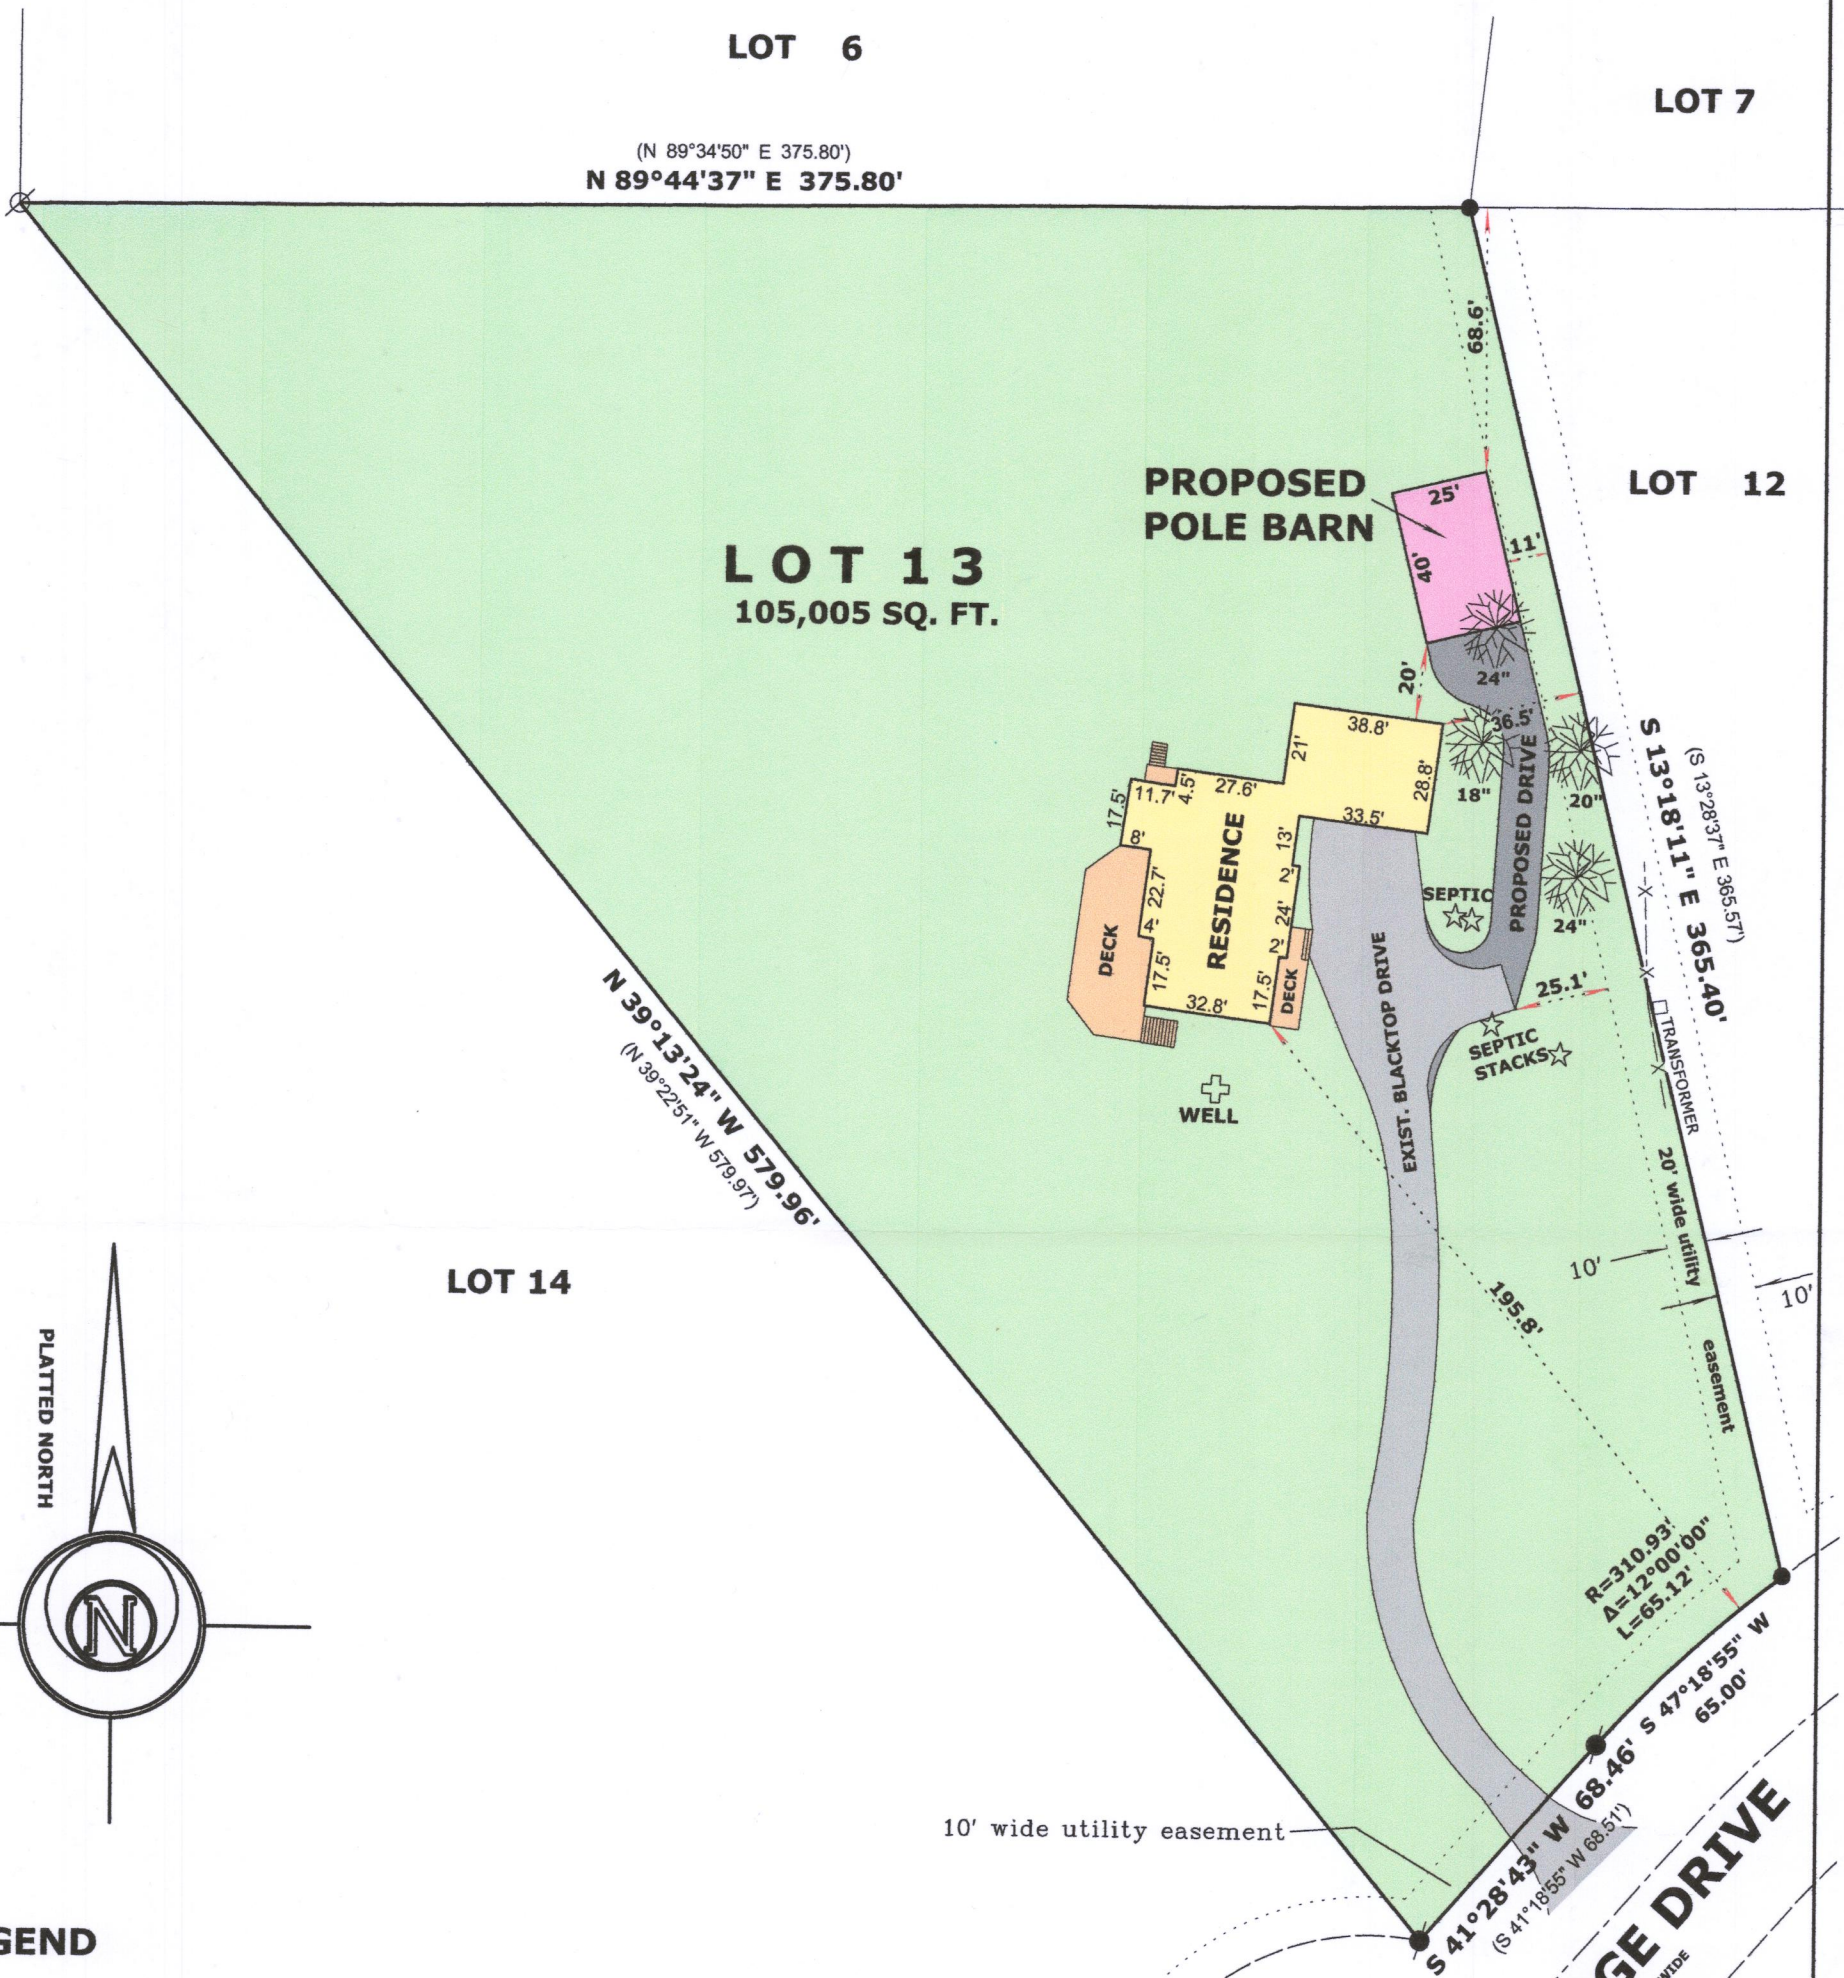 LOT 6
LOT 7
(N 89°34'50" E 375.80')
N 89°44'37" E 375.80'
68.6'
PROPOSED
POLE BARN
25'
40'
11'
LOT 12
LOT 13
105,005 SQ. FT.
20'
24"
36.5'
18"
20"
24"
PROPOSED DRIVE
38.8'
21'
28.8'
33.5'
27.6'
4.5'
11.7'
17.5'
8'
22.7'
4'
17.5'
32.8'
17.5'
2'
24'
2'
13'
RESIDENCE
DECK
DECK
SEPTIC
EXIST. BLACKTOP DRIVE
25.1'
SEPTIC
STACKS
TRANSFORMER
S 13°18'11" E 365.40'
(S 13°28'37" E 365.57')
WELL
N 39°13'24" W 579.96'
(N 39°22'51" W 579.97')
20' wide utility
easement
10'
10'
195.8'
LOT 14
PLATTED NORTH
N
R=310.93'
Δ=12°00'00"
L=65.12'
S 47°18'55" W
65.00'
S 41°28'43" W 68.46'
(S 41°18'55" W 68.51')
10' wide utility easement
GE DRIVE
WIDE
GEND